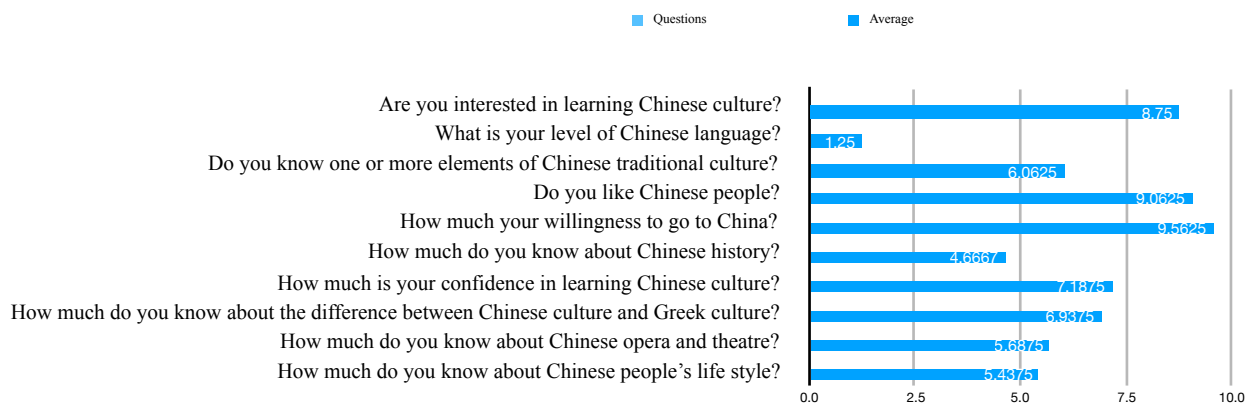 Questions Average
Are you interested in learning Chinese culture? 8.75
What is your level of Chinese language? 1.25
Do you know one or more elements of Chinese traditional culture? 6.0625
Do you like Chinese people? 9.0625
How much your willingness to go to China? 9.5625
How much do you know about Chinese history? 4.6667
How much is your confidence in learning Chinese culture? 7.1875
How much do you know about the difference between Chinese culture and Greek culture? 6.9375
How much do you know about Chinese opera and theatre? 5.6875
How much do you know about Chinese people’s life style? 5.4375
0.0 2.5 5.0 7.5 10.0